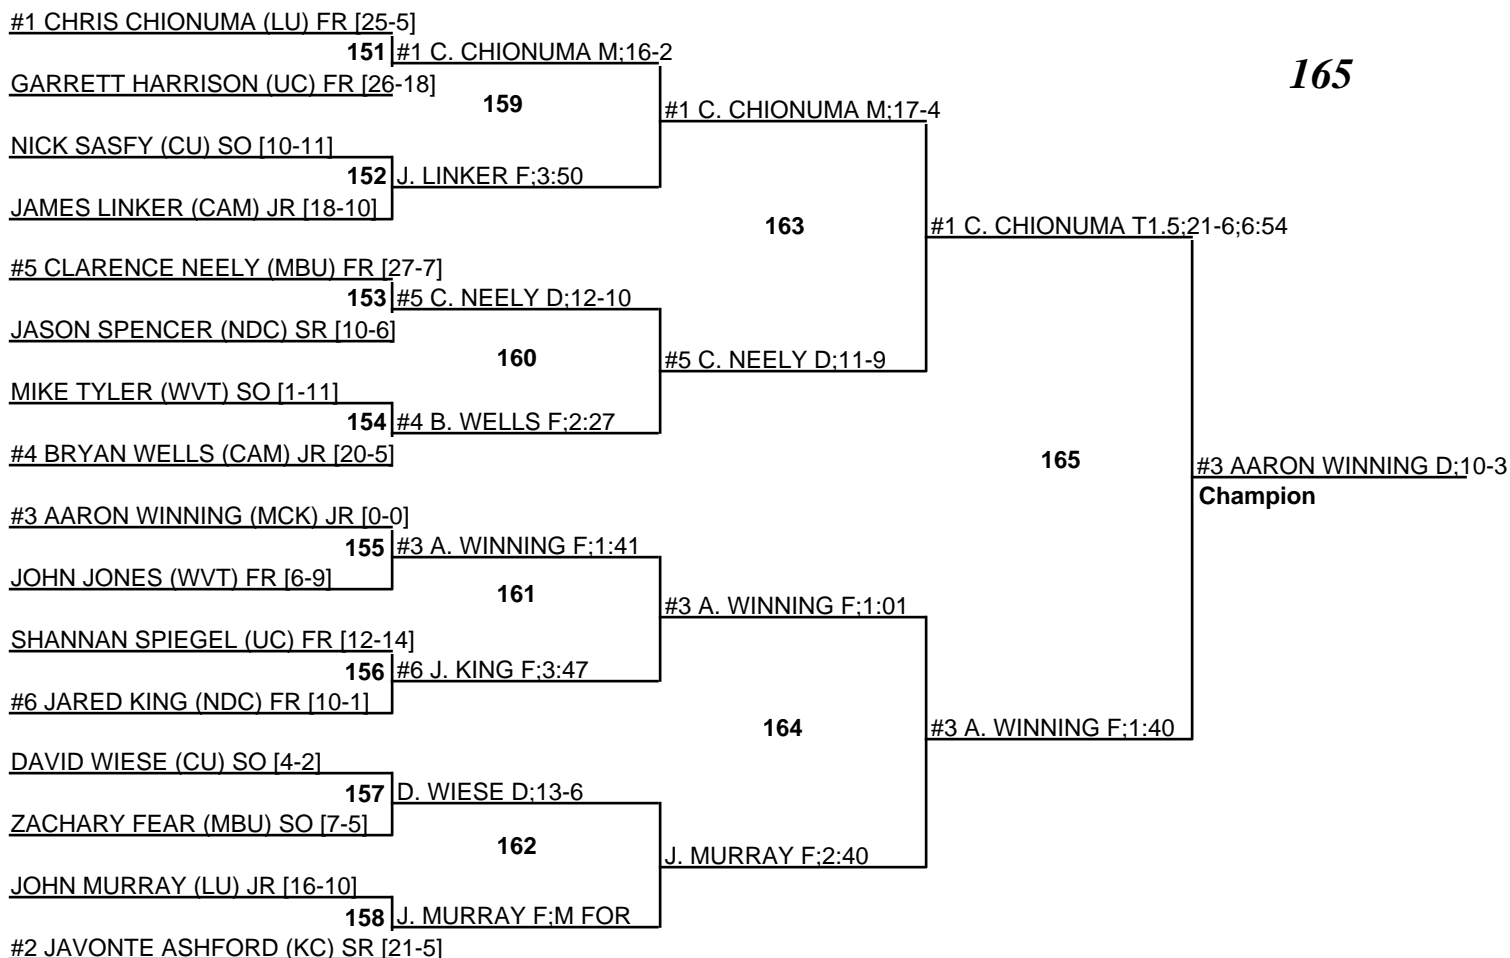 #1 CHRIS CHIONUMA (LU) FR [25-5]
151 #1 C. CHIONUMA M;16-2
165
GARRETT HARRISON (UC) FR [26-18]
159
#1 C. CHIONUMA M;17-4
NICK SASFY (CU) SO [10-11]
152 J. LINKER F;3:50
JAMES LINKER (CAM) JR [18-10]
163
#1 C. CHIONUMA T1.5;21-6;6:54
#5 CLARENCE NEELY (MBU) FR [27-7]
153 #5 C. NEELY D;12-10
JASON SPENCER (NDC) SR [10-6]
160
#5 C. NEELY D;11-9
MIKE TYLER (WVT) SO [1-11]
154 #4 B. WELLS F;2:27
#4 BRYAN WELLS (CAM) JR [20-5]
165
#3 AARON WINNING D;10-3
Champion
#3 AARON WINNING (MCK) JR [0-0]
155 #3 A. WINNING F;1:41
JOHN JONES (WVT) FR [6-9]
161
#3 A. WINNING F;1:01
SHANNAN SPIEGEL (UC) FR [12-14]
156 #6 J. KING F;3:47
#6 JARED KING (NDC) FR [10-1]
164
#3 A. WINNING F;1:40
DAVID WIESE (CU) SO [4-2]
157 D. WIESE D;13-6
ZACHARY FEAR (MBU) SO [7-5]
162
J. MURRAY F;2:40
JOHN MURRAY (LU) JR [16-10]
158 J. MURRAY F;M FOR
#2 JAVONTE ASHFORD (KC) SR [21-5]